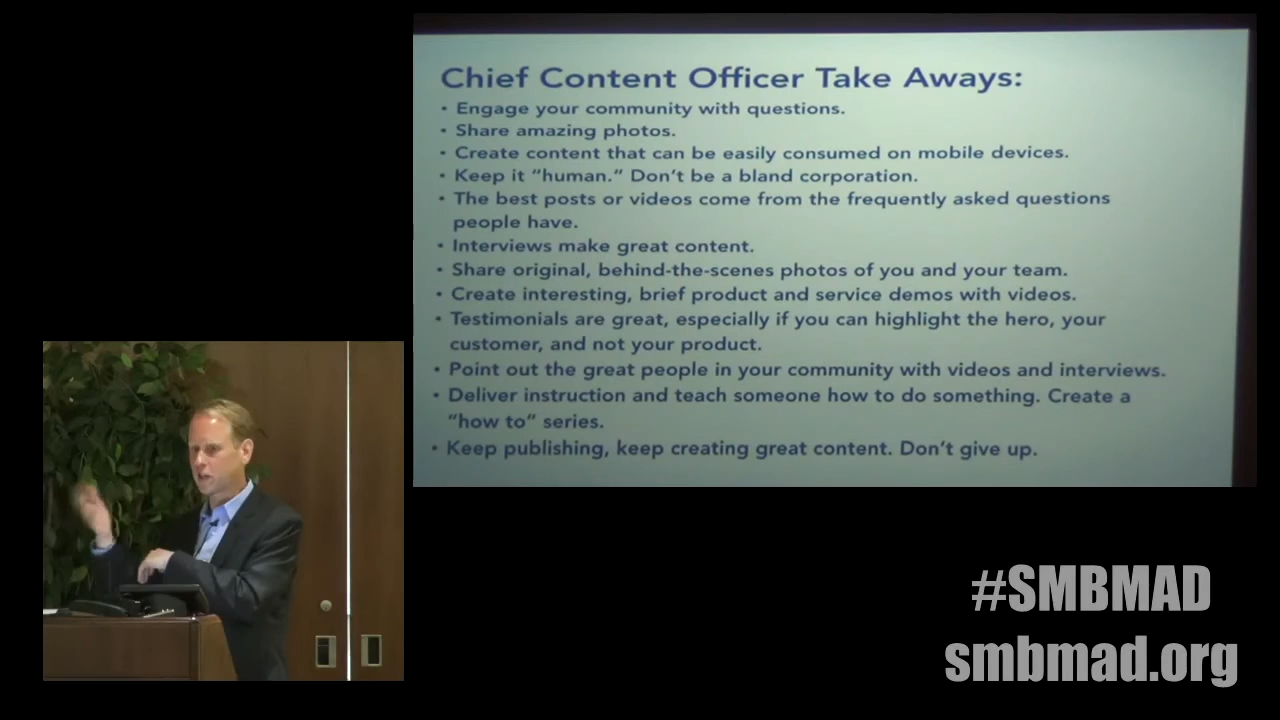 Chief Content Officer Take Aways:
• Engage your community with questions.
• Share amazing photos.
• Create content that can be easily consumed on mobile devices.
• Keep it “human.” Don’t be a bland corporation.
• The best posts or videos come from the frequently asked questions
people have.
• Interviews make great content.
• Share original, behind-the-scenes photos of you and your team.
• Create interesting, brief product and service demos with videos.
• Testimonials are great, especially if you can highlight the hero, your
customer, and not your product.
• Point out the great people in your community with videos and interviews.
• Deliver instruction and teach someone how to do something. Create a
“how to” series.
• Keep publishing, keep creating great content. Don’t give up.
#SMBMAD
smbmad.org